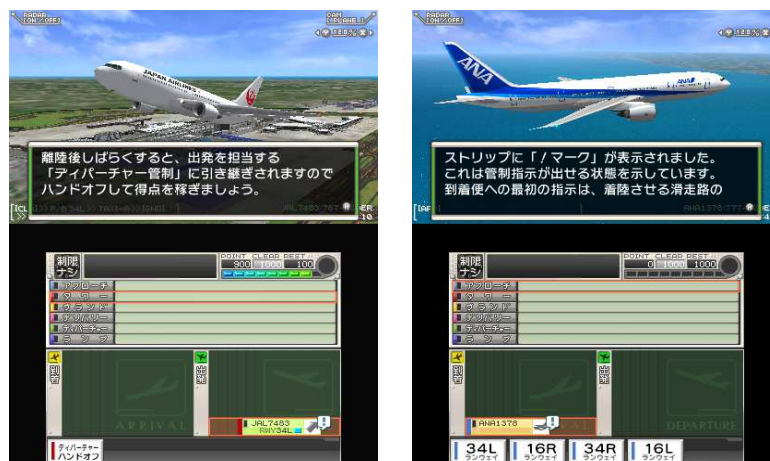 RADAR
[ON/OFF]
CAM
[PLANE]
JAPAN AIRLINES
離陸後しばらくすると、出発を担当する
「ディパーチャー管制」に引き継ぎされますので
ハンドオフして得点を稼ぎましょう。
制限
ナシ
POINT CLEAR REST
900 1000 100
アプローチ
タワー
グランド
デリバリー
ディパーチャー
ランプ
到着
出発
ARRIVAL
JAL7483
RWY34L
ディパーチャー
ハンドオフ
RADAR
[ON/OFF]
CAM
[PLANE]
ANA
ANA
ストリップに「！マーク」が表示されました。
これは管制指示が出せる状態を示しています。
到着便への最初の指示は、着陸させる滑走路の
制限
ナシ
POINT CLEAR REST
0 1000 1000
アプローチ
タワー
グランド
デリバリー
ディパーチャー
ランプ
到着
出発
ANA1378
DEPARTURE
34L
ランウェイ
16R
ランウェイ
34R
ランウェイ
16L
ランウェイ